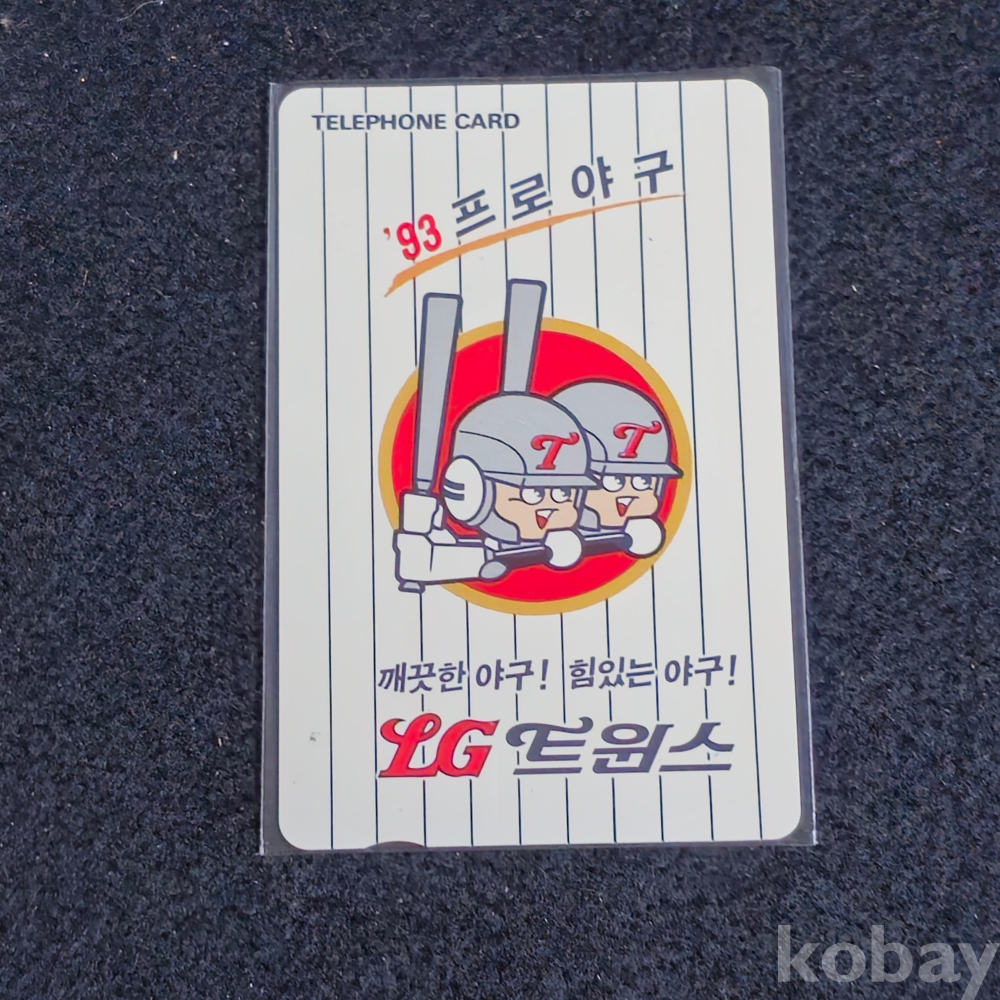 TELEPHONE CARD
'93 프로야구
T T
깨끗한 야구! 힘있는 야구!
LG 트윈스
kobay